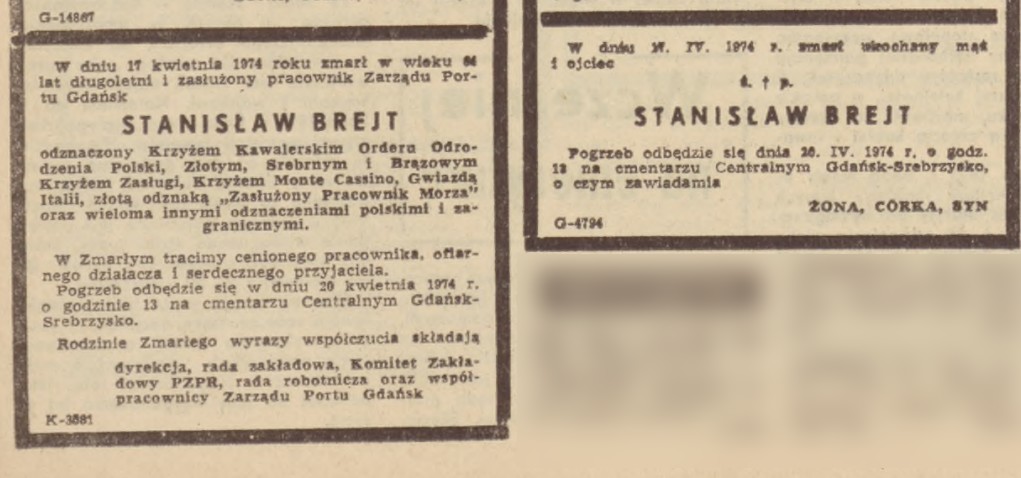 G-14867
W dniu 17 kwietnia 1974 roku zmarł w wieku
lat długoletni i zasłużony pracownik Zarządu Por-
tu Gdańsk
STANISŁAW BREJT
odznaczony Krzyżem Kawalerskim Orderu Odro-
dzenia Polski, Złotym, Srebrnym i Brązowym
Krzyżem Zasługi, Krzyżem Monte Cassino, Gwiazdą
Italii, złotą odznaką „Zasłużony Pracownik Morza”
oraz wieloma innymi odznaczeniami polskimi i za-
granicznymi.
W Zmarłym tracimy cenionego pracownika, ofiar-
nego działacza i serdecznego przyjaciela.
Pogrzeb odbędzie się w dniu 20 kwietnia 1974 r.
o godzinie 13 na cmentarzu Centralnym Gdańsk-
Srebrzysko.
Rodzinie Zmarłego wyrazy współczucia składają
dyrekcja, rada zakładowa, Komitet Zakła-
dowy PZPR, rada robotnicza oraz współ-
pracownicy Zarządu Portu Gdańsk
K-3581
W dniu 17. IV. 1974 r. zmarł ukochany mąż
i ojciec
ś. † p.
STANISŁAW BREJT
Pogrzeb odbędzie się dnia 20. IV. 1974 r. o godz.
13 na cmentarzu Centralnym Gdańsk-Srebrzysko,
o czym zawiadamia
ŻONA, CÓRKA, SYN
G-4794